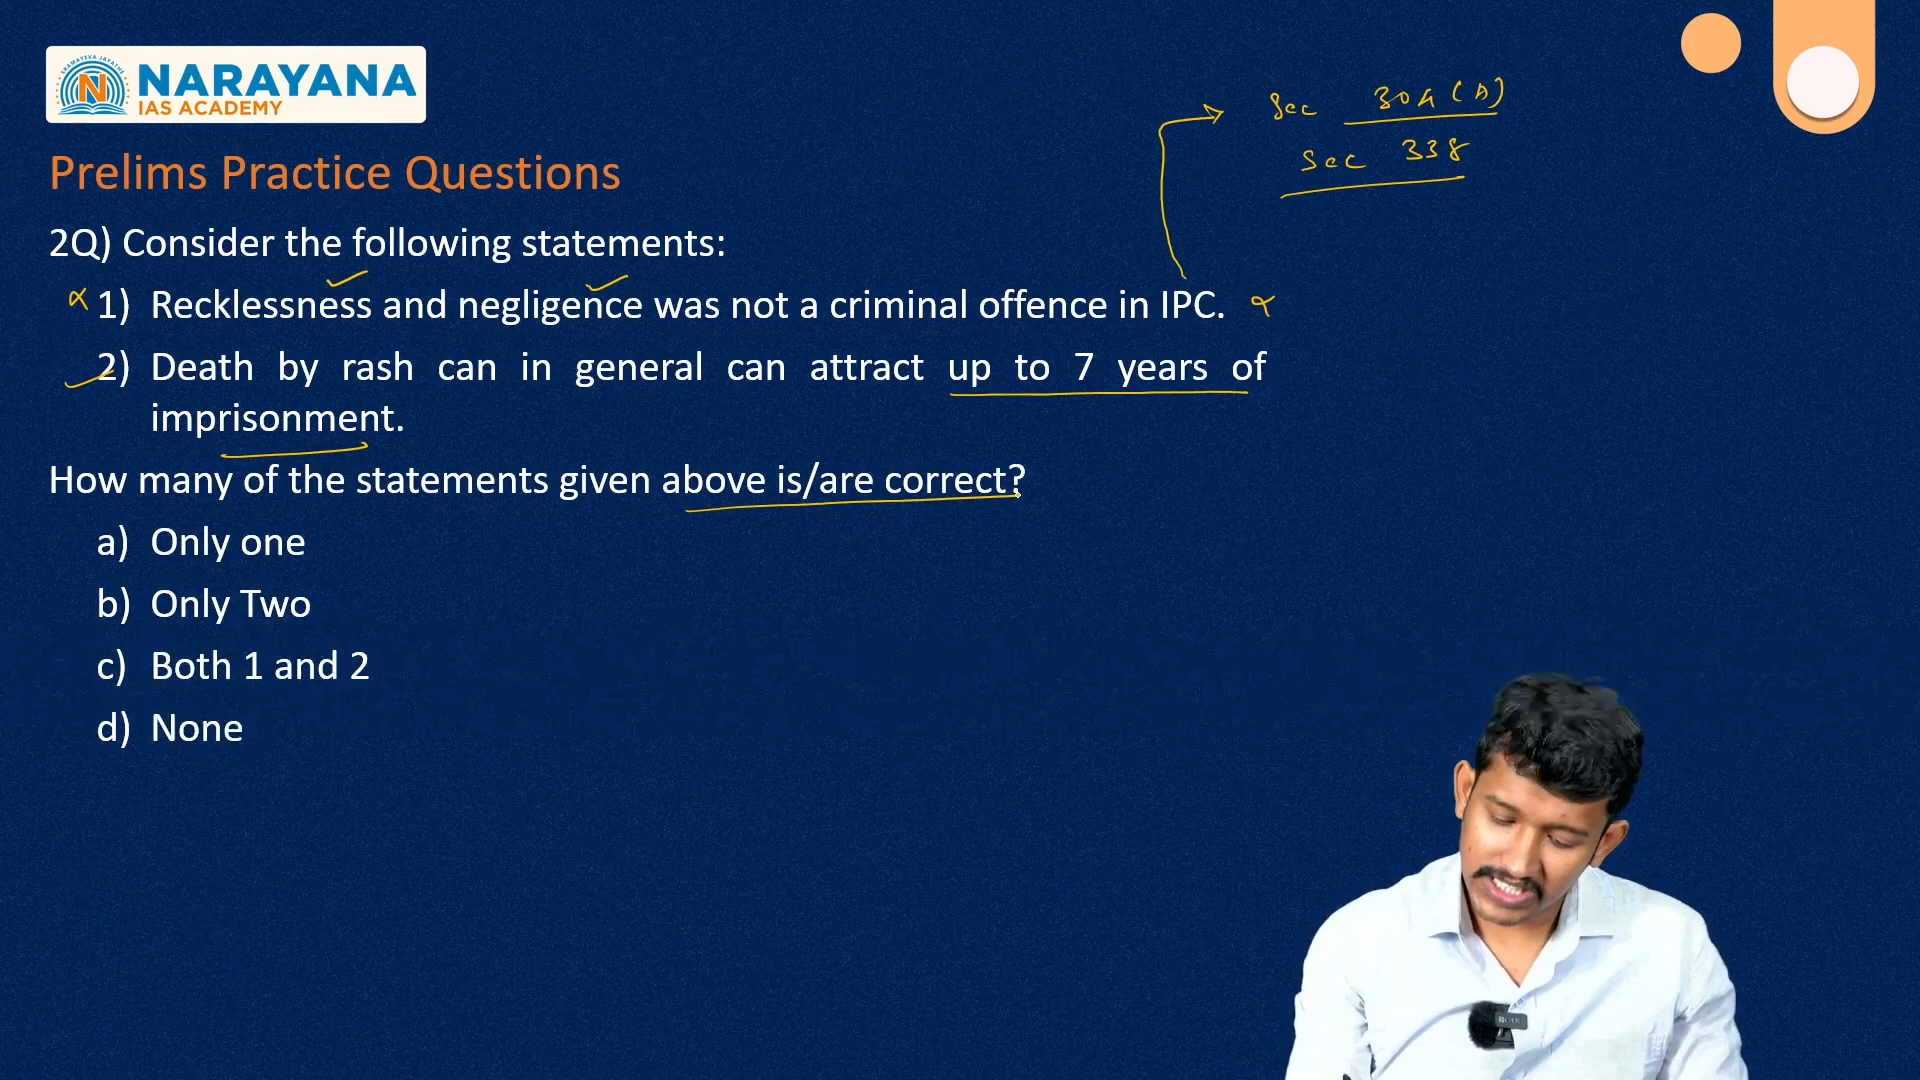 NARAYANA
IAS ACADEMY
Sec 304(A)
Sec 338
Prelims Practice Questions
2Q) Consider the following statements:
1) Recklessness and negligence was not a criminal offence in IPC.
2) Death by rash can in general can attract up to 7 years of
imprisonment.
How many of the statements given above is/are correct?
a) Only one
b) Only Two
c) Both 1 and 2
d) None